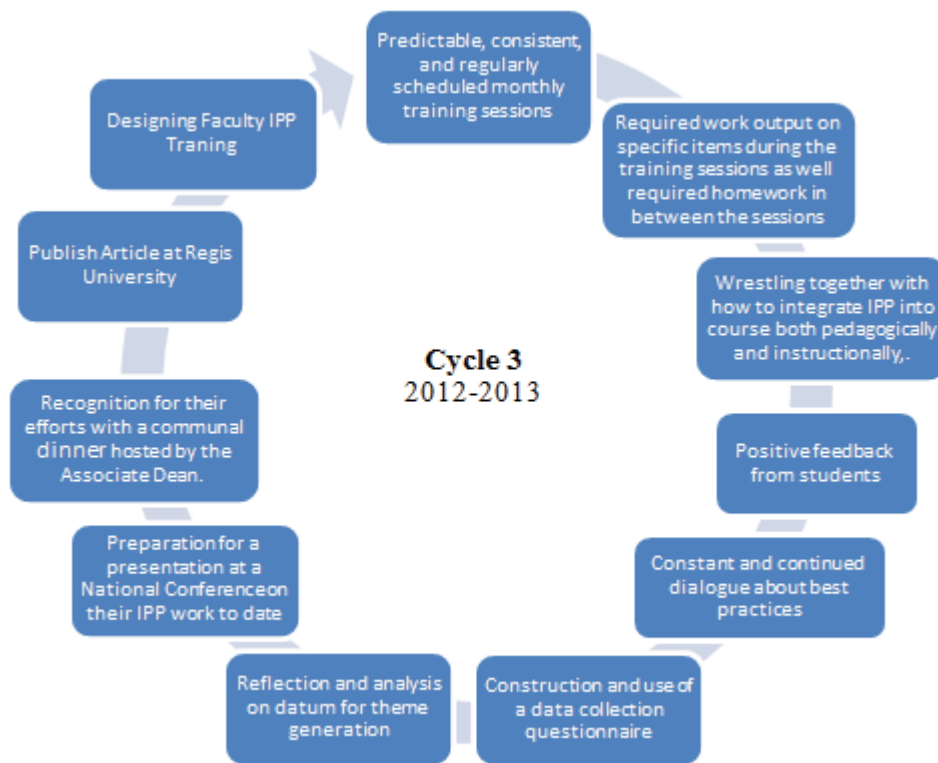 Predictable, consistent,
and regularly
scheduled monthly
training sessions
Required work output on
specific items during the
training sessions as well
required homework in
between the sessions
Wrestling together with
how to integrate IPP into
course both pedagogically
and instructionally,.
Positive feedback
from students
Constant and continued
dialogue about best
practices
Construction and use of
a data collection
questionnaire
Reflection and analysis
on datum for theme
generation
Preparation for a
presentation at a
National Conferenceon
their IPP work to date
Recognition for their
efforts with a communal
dinner hosted by the
Associate Dean.
Publish Article at Regis
University
Designing Faculty IPP
Traning
Cycle 3
2012-2013